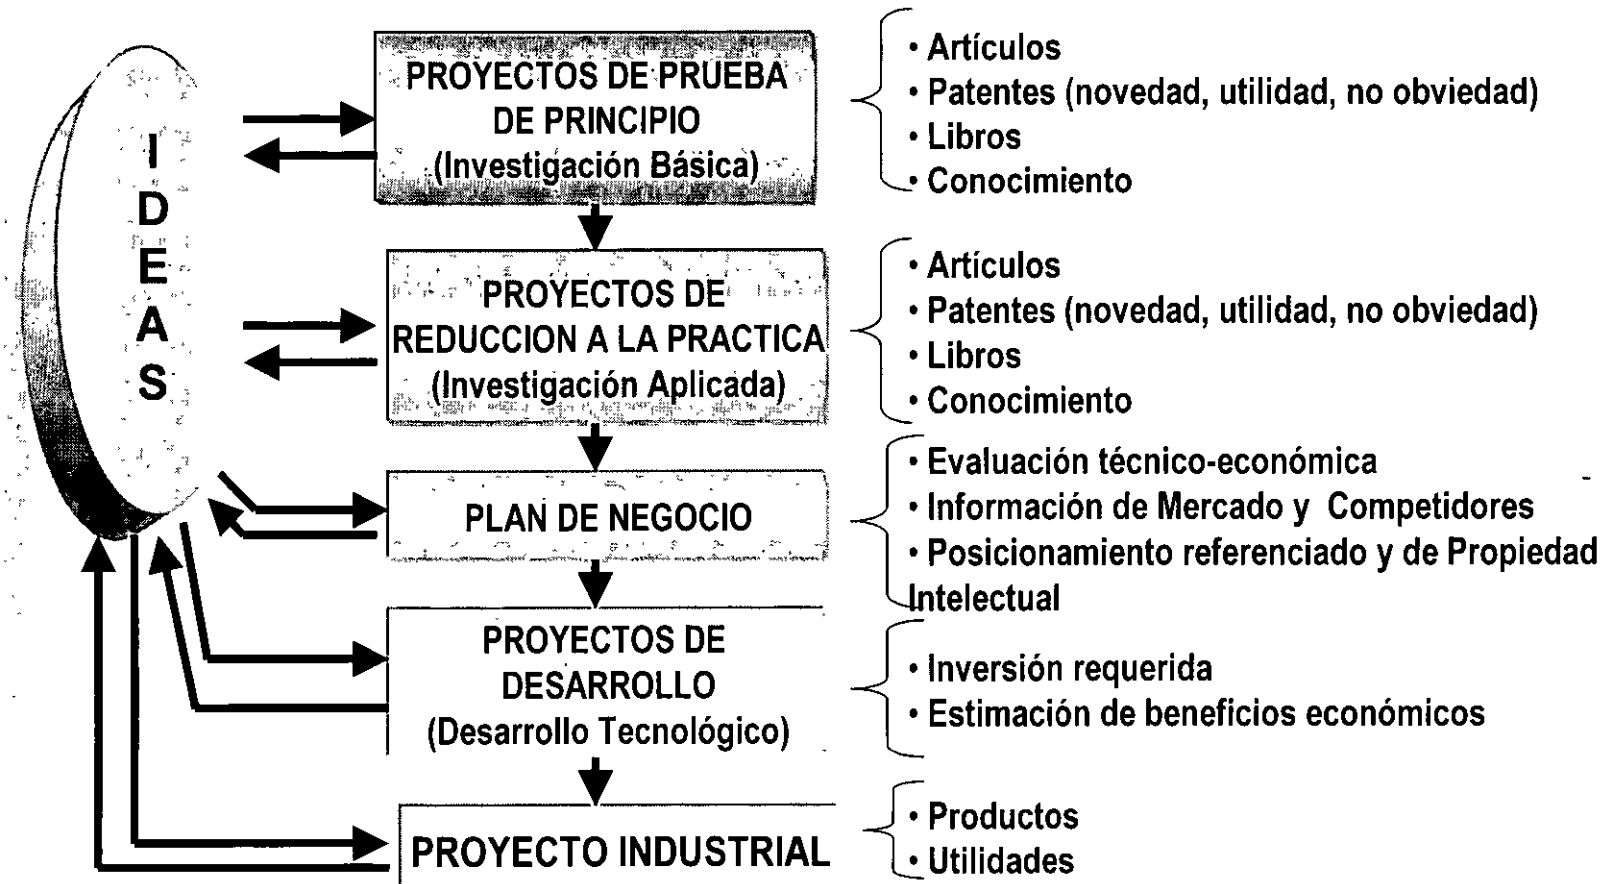 IDEAS
PROYECTOS DE PRUEBA
DE PRINCIPIO
(Investigación Básica)
• Artículos
• Patentes (novedad, utilidad, no obviedad)
• Libros
• Conocimiento
PROYECTOS DE
REDUCCION A LA PRACTICA
(Investigación Aplicada)
• Artículos
• Patentes (novedad, utilidad, no obviedad)
• Libros
• Conocimiento
PLAN DE NEGOCIO
• Evaluación técnico-económica
• Información de Mercado y Competidores
• Posicionamiento referenciado y de Propiedad
Intelectual
PROYECTOS DE
DESARROLLO
(Desarrollo Tecnológico)
• Inversión requerida
• Estimación de beneficios económicos
PROYECTO INDUSTRIAL
• Productos
• Utilidades